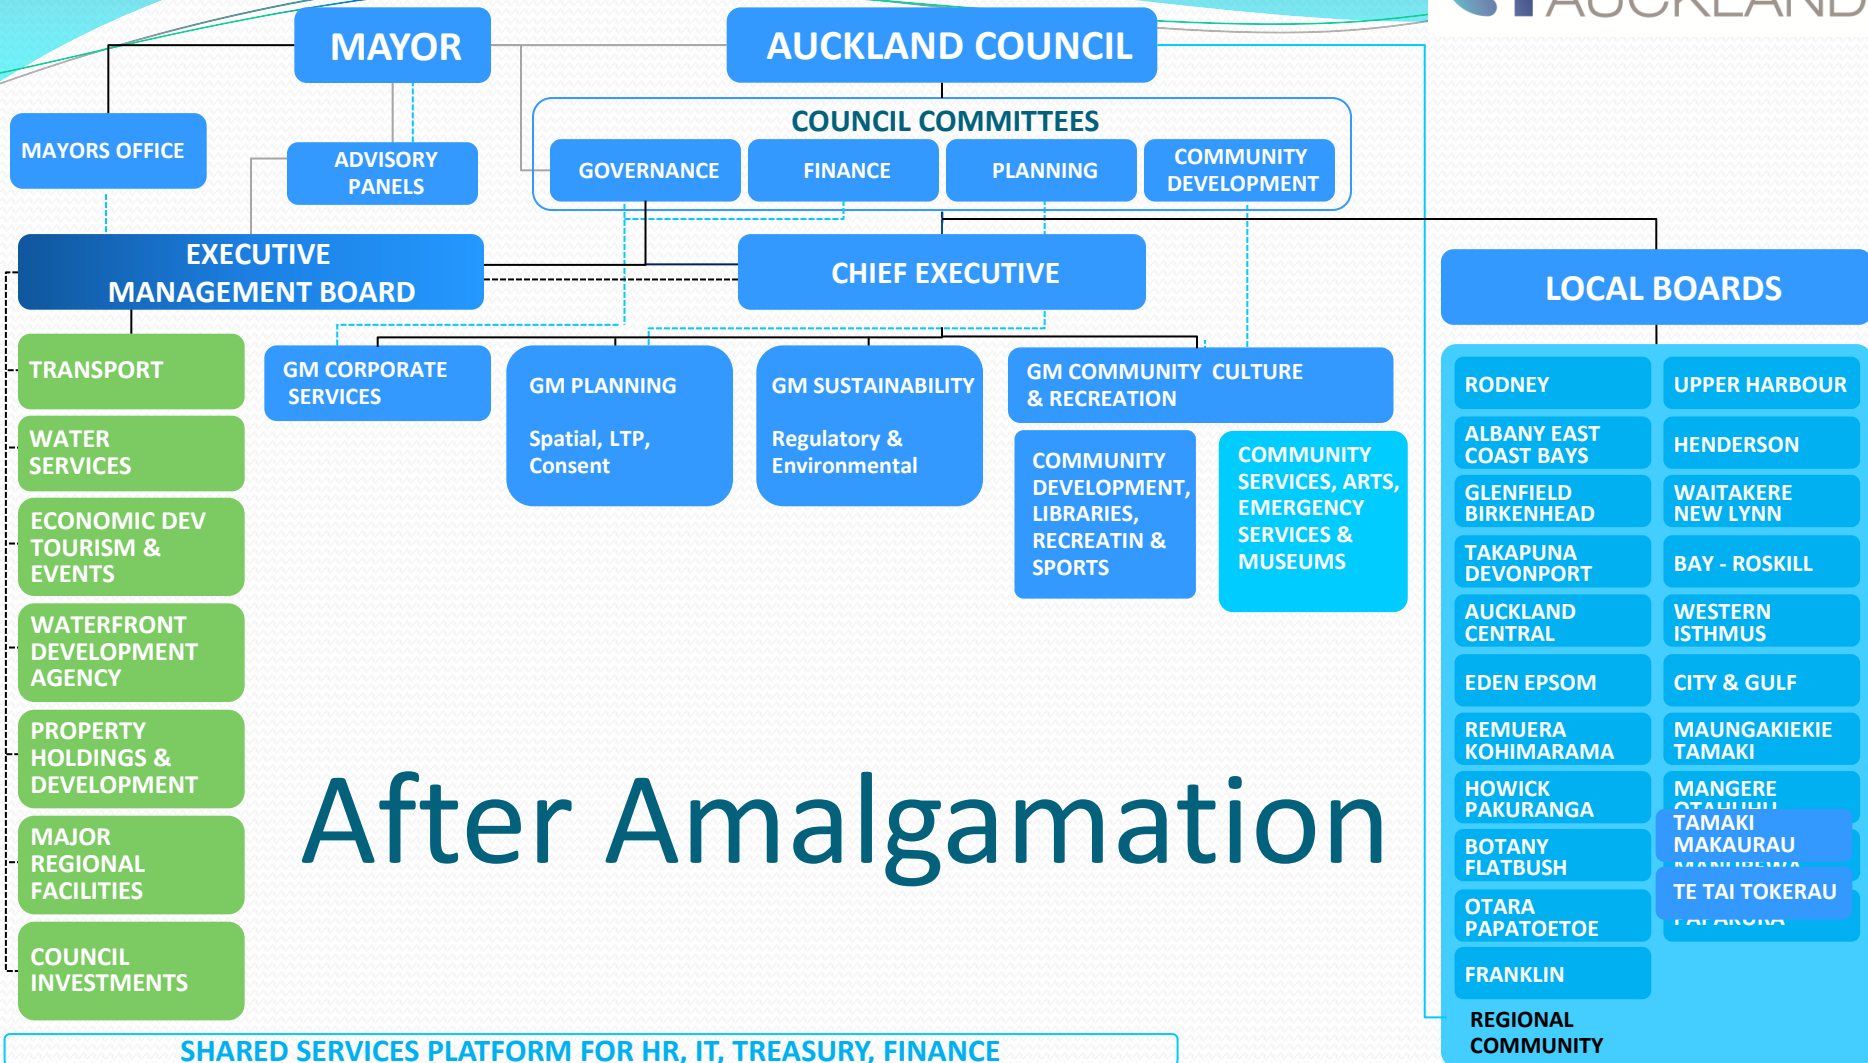 AUCKLAND
MAYOR
AUCKLAND COUNCIL
COUNCIL COMMITTEES
MAYORS OFFICE
ADVISORY
PANELS
GOVERNANCE
FINANCE
PLANNING
COMMUNITY
DEVELOPMENT
EXECUTIVE
MANAGEMENT BOARD
CHIEF EXECUTIVE
LOCAL BOARDS
TRANSPORT
WATER
SERVICES
ECONOMIC DEV
TOURISM &
EVENTS
WATERFRONT
DEVELOPMENT
AGENCY
PROPERTY
HOLDINGS &
DEVELOPMENT
MAJOR
REGIONAL
FACILITIES
COUNCIL
INVESTMENTS
GM CORPORATE
SERVICES
GM PLANNING
Spatial, LTP,
Consent
GM SUSTAINABILITY
Regulatory &
Environmental
GM COMMUNITY CULTURE
& RECREATION
COMMUNITY
DEVELOPMENT,
LIBRARIES,
RECREATIN &
SPORTS
COMMUNITY
SERVICES, ARTS,
EMERGENCY
SERVICES &
MUSEUMS
RODNEY
ALBANY EAST
COAST BAYS
GLENFIELD
BIRKENHEAD
TAKAPUNA
DEVONPORT
AUCKLAND
CENTRAL
EDEN EPSOM
REMUERA
KOHIMARAMA
HOWICK
PAKURANGA
BOTANY
FLATBUSH
OTARA
PAPATOETOE
FRANKLIN
UPPER HARBOUR
HENDERSON
WAITAKERE
NEW LYNN
BAY - ROSKILL
WESTERN
ISTHMUS
CITY & GULF
MAUNGAKIEKIE
TAMAKI
MANGERE
OTAHUHU
TAMAKI
MAKAURAU
MANUREWA
TE TAI TOKERAU
PAPAKURA
REGIONAL
COMMUNITY
After Amalgamation
SHARED SERVICES PLATFORM FOR HR, IT, TREASURY, FINANCE